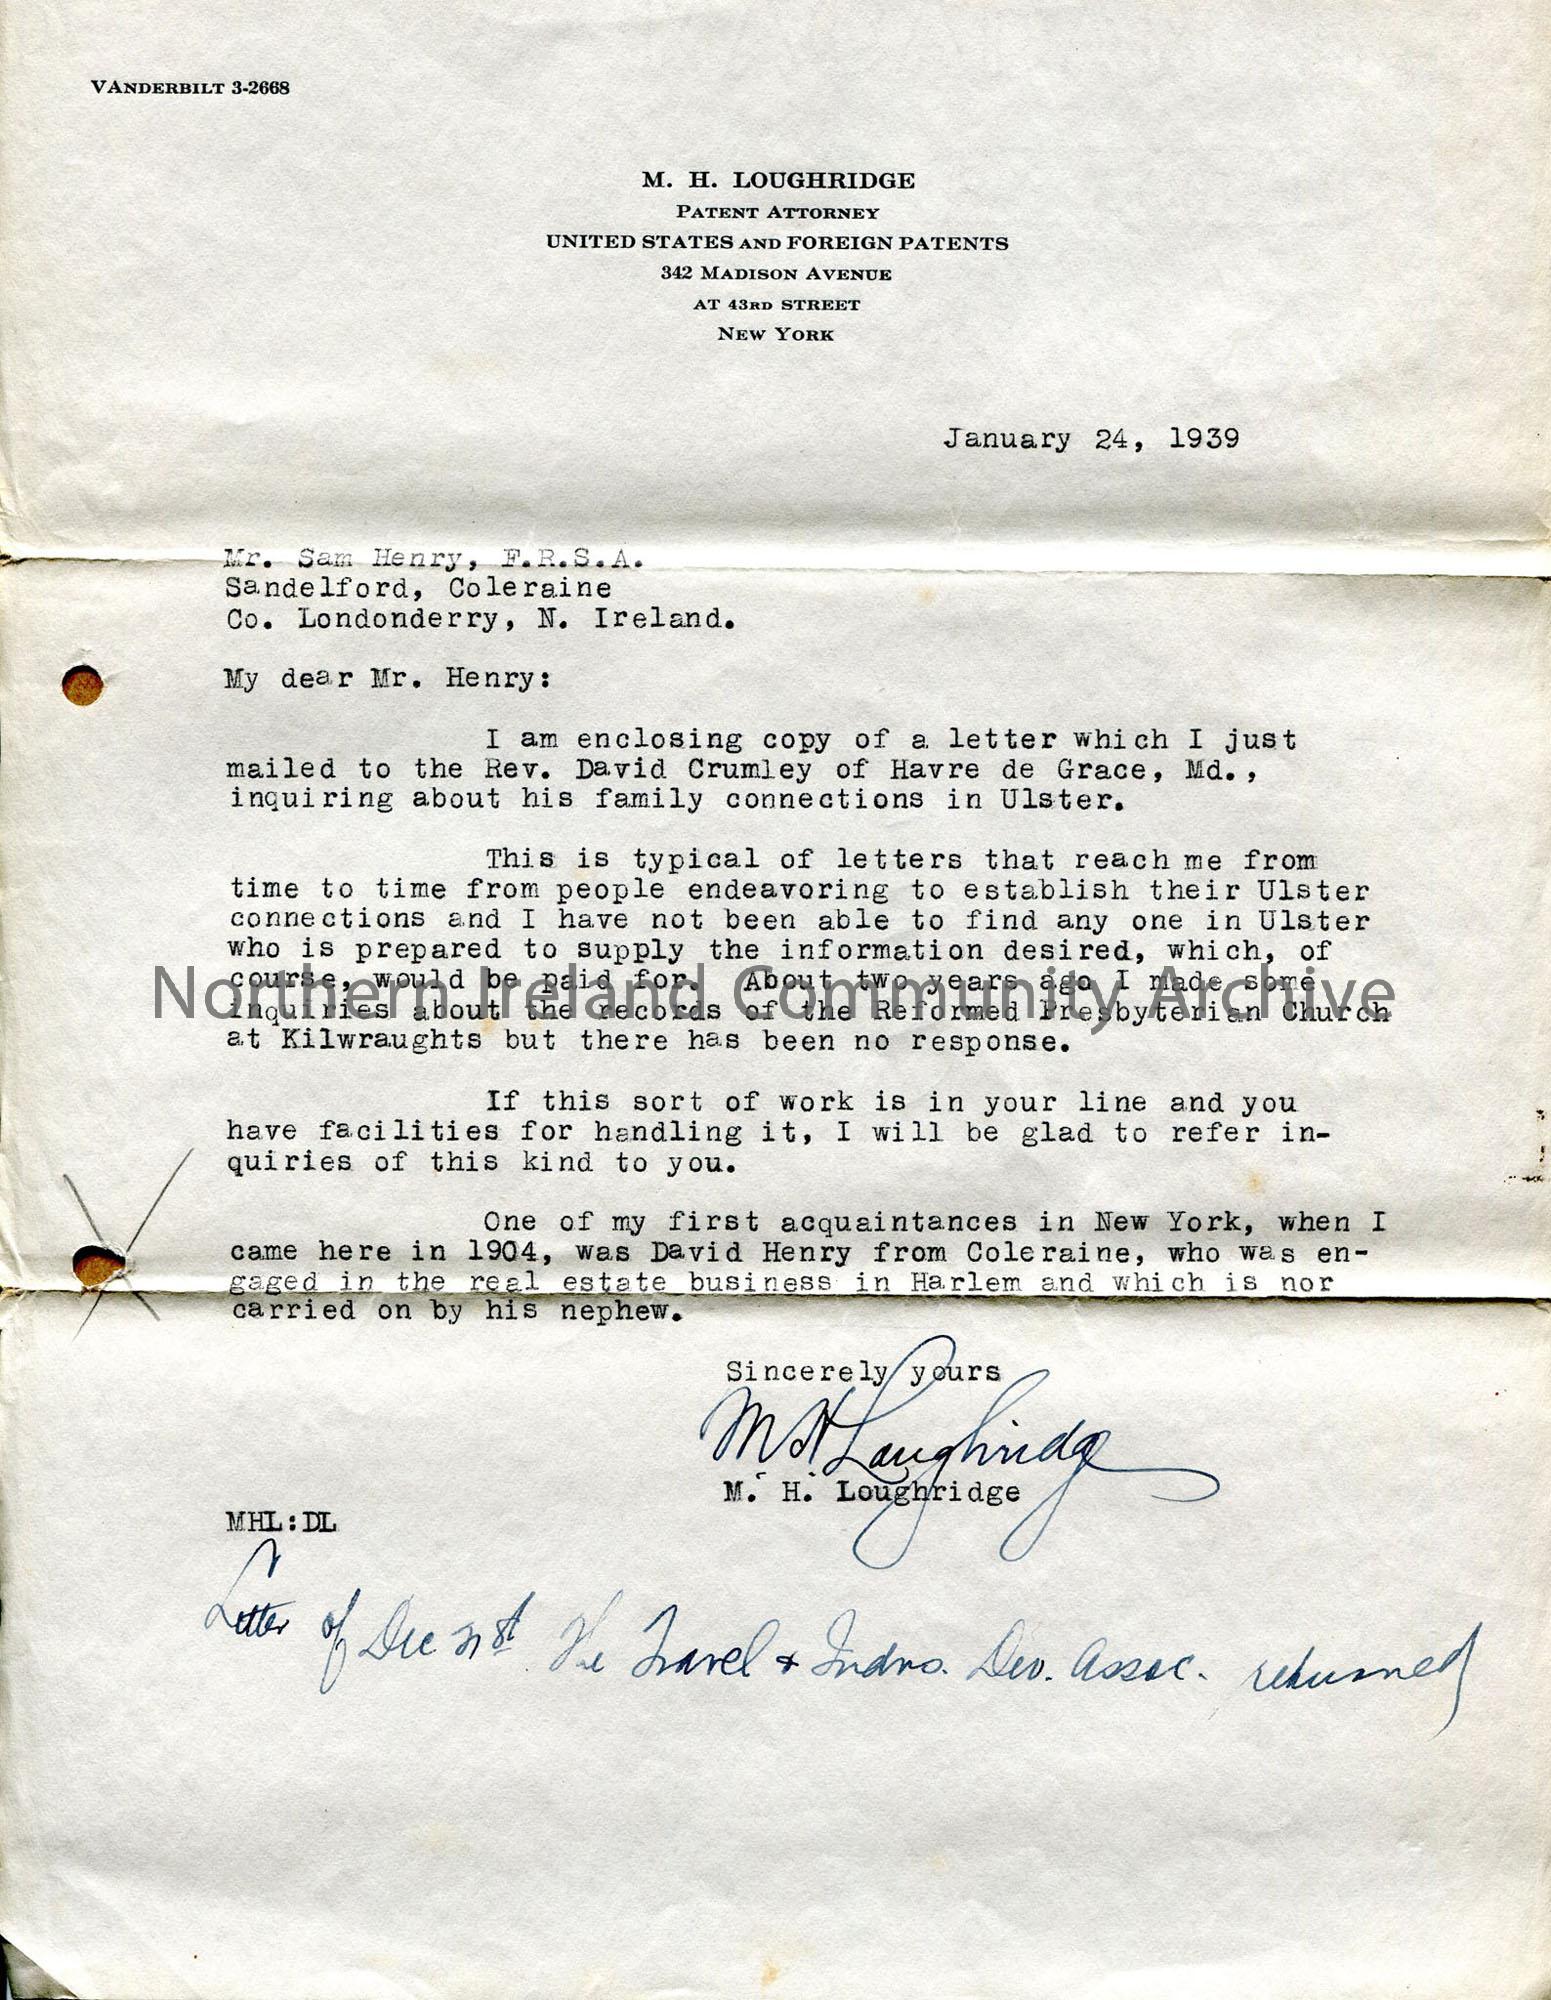 VANDERBILT 3-2668
M. H. LOUGHRIDGE
PATENT ATTORNEY
UNITED STATES AND FOREIGN PATENTS
342 MADISON AVENUE
AT 43RD STREET
NEW YORK
January 24, 1939
Mr. Sam Henry, F.R.S.A.
Sandelford, Coleraine
Co. Londonderry, N. Ireland.
My dear Mr. Henry:
I am enclosing copy of a letter which I just
mailed to the Rev. David Crumley of Havre de Grace, Md.,
inquiring about his family connections in Ulster.
This is typical of letters that reach me from
time to time from people endeavoring to establish their Ulster
connections and I have not been able to find any one in Ulster
who is prepared to supply the information desired, which, of
course, would be paid for. About two years ago I made some
Northern Ireland Community Archive
inquiries about the records of the Reformed Presbyterian Church
at Kilwraughts but there has been no response.
If this sort of work is in your line and you
have facilities for handling it, I will be glad to refer in-
quiries of this kind to you.
One of my first acquaintances in New York, when I
came here in 1904, was David Henry from Coleraine, who was en-
gaged in the real estate business in Harlem and which is nor
carried on by his nephew.
Sincerely yours
M H Loughridge
M. H. Loughridge
MHL:DL
Letter of Dec 21st The Travel & Indus. Dev. Assoc. returned